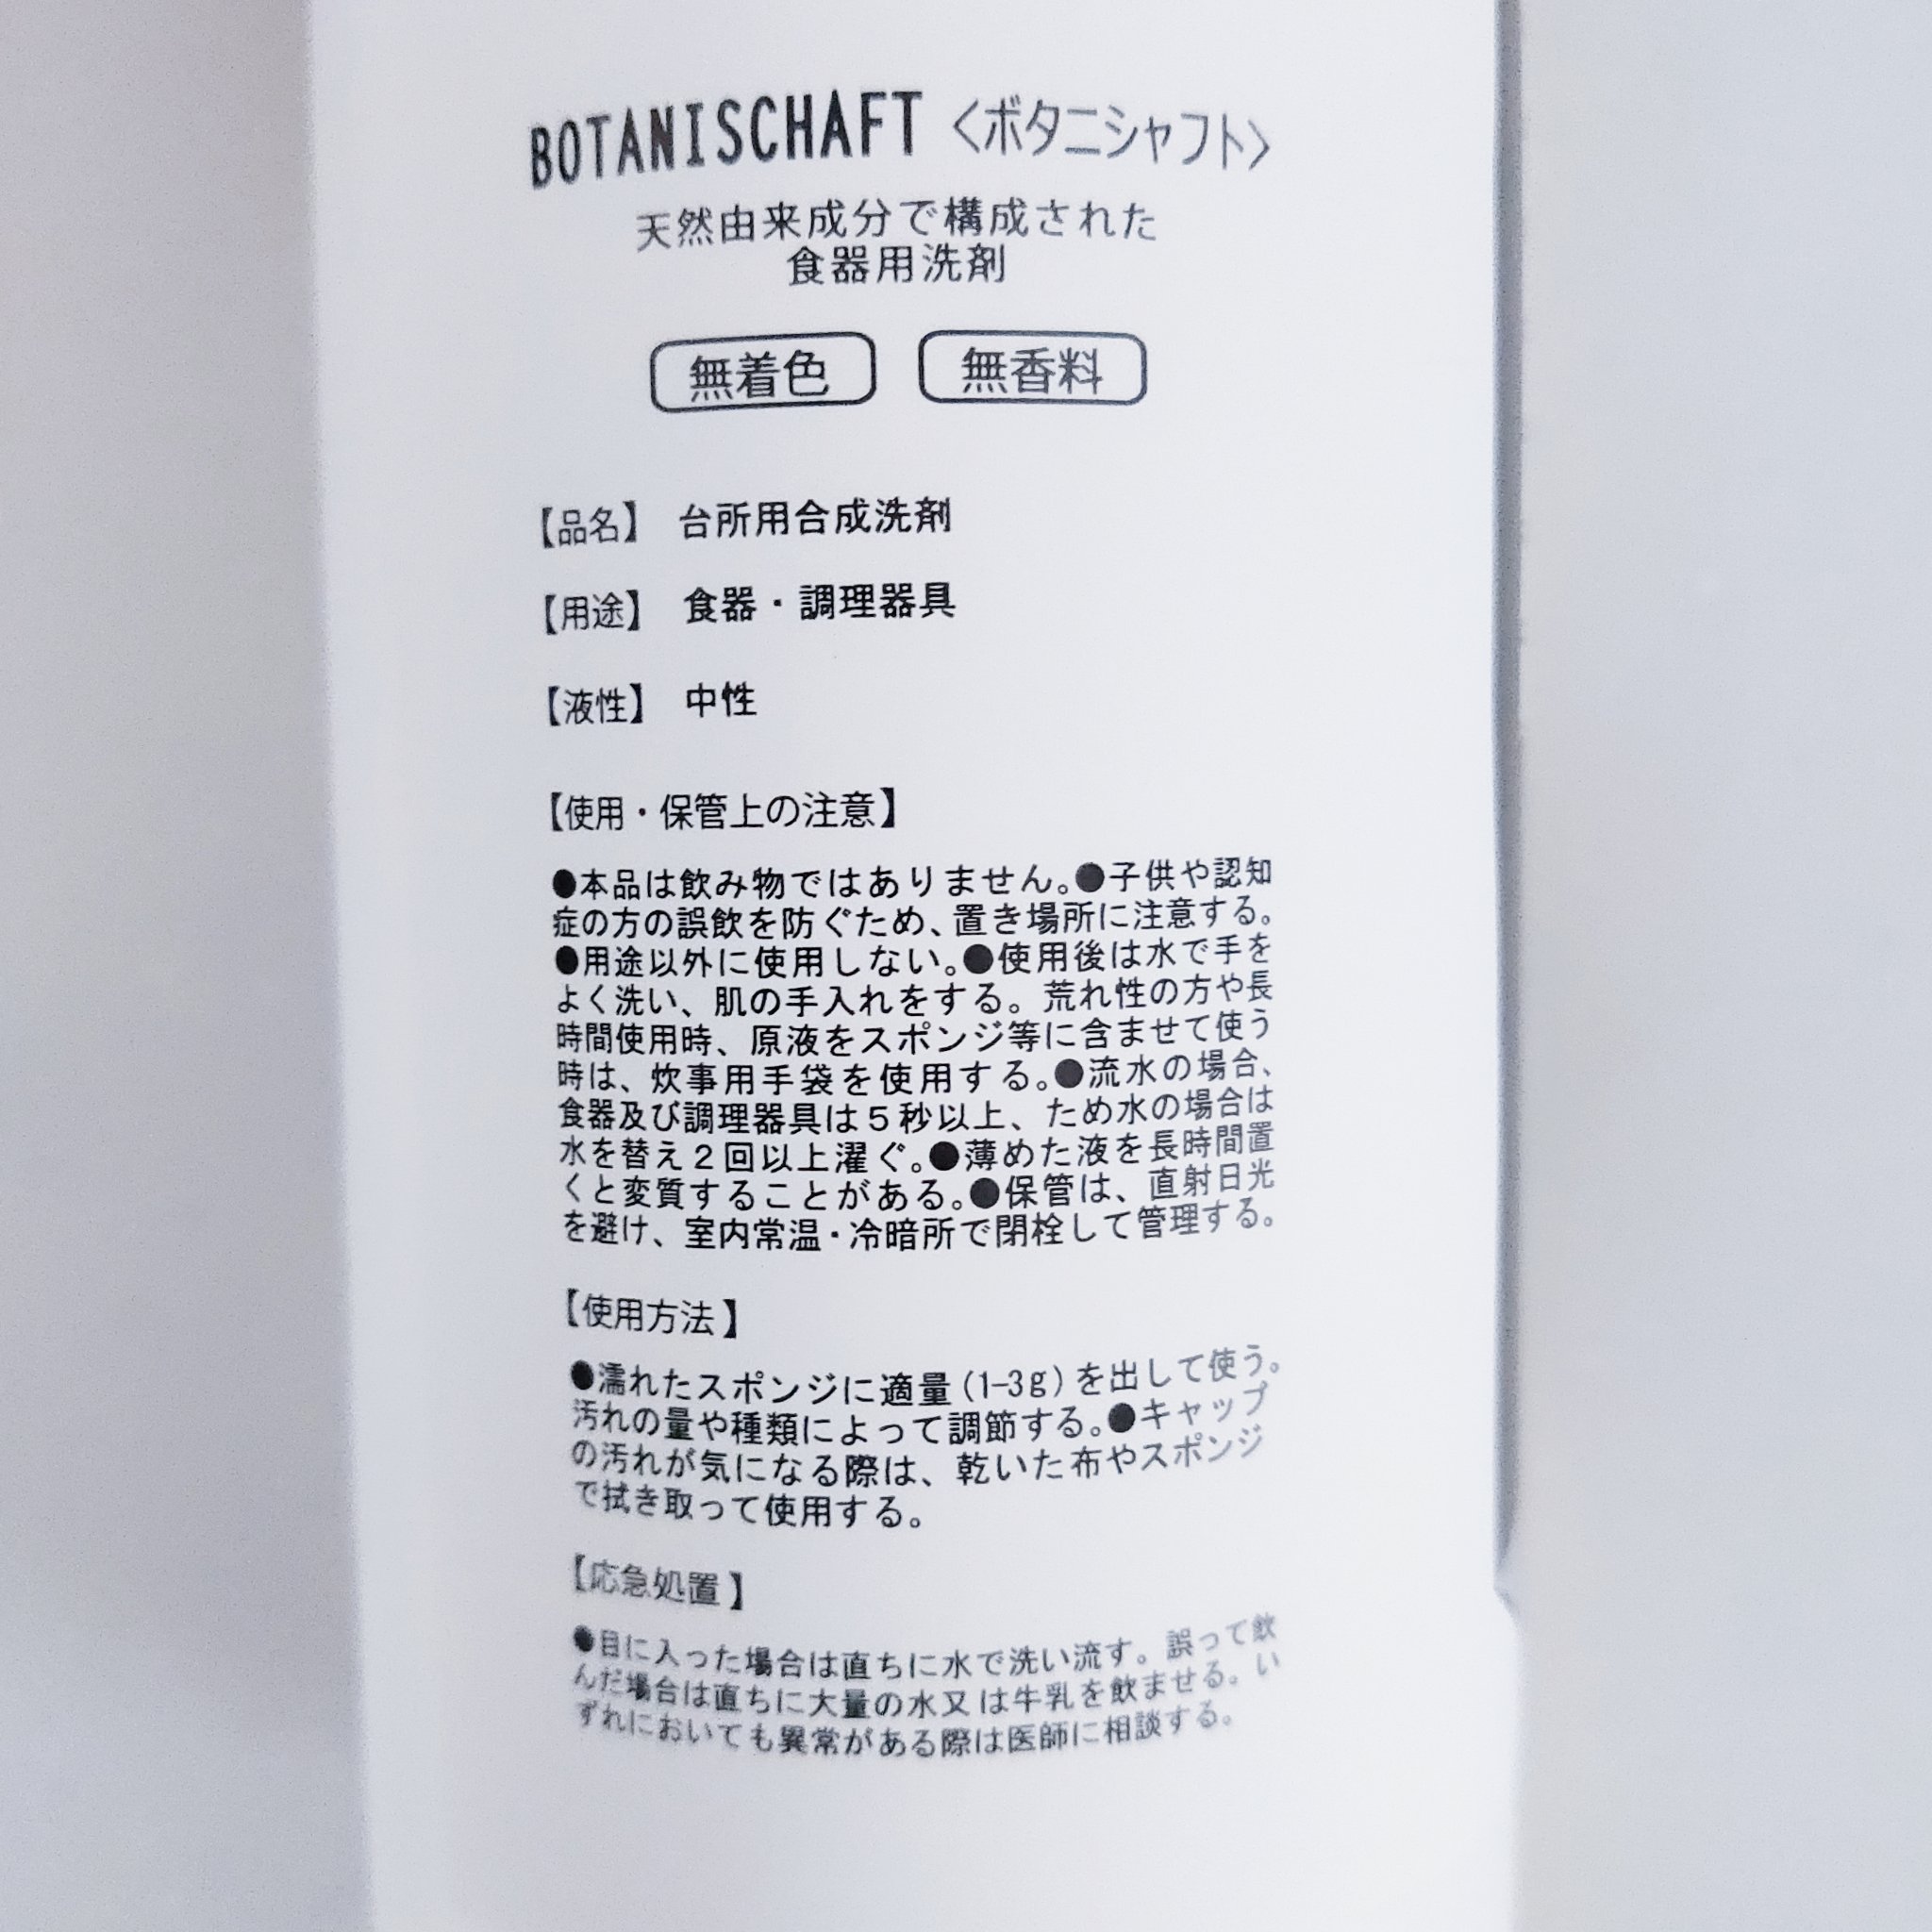 BOTANISCHAFT 〈ボタニシャフト〉
天然由来成分で構成された
食器用洗剤
無着色 無香料
【品名】 台所用合成洗剤
【用途】 食器・調理器具
【液性】 中性
【使用・保管上の注意】
●本品は飲み物ではありません。●子供や認知
症の方の誤飲を防ぐため、置き場所に注意する。
●用途以外に使用しない。●使用後は水で手を
よく洗い、肌の手入れをする。荒れ性の方や長
時間使用時、原液をスポンジ等に含ませて使う
時は、炊事用手袋を使用する。●流水の場合、
食器及び調理器具は5秒以上、ため水の場合は
水を替え2回以上濯ぐ。●薄めた液を長時間置
くと変質することがある。●保管は、直射日光
を避け、室内常温・冷暗所で閉栓して管理する。
【使用方法】
●濡れたスポンジに適量(1-3g)を出して使う。
汚れの量や種類によって調節する。●キャップ
の汚れが気になる際は、乾いた布やスポンジ
で拭き取って使用する。
【応急処置】
●目に入った場合は直ちに水で洗い流す。誤って飲
んだ場合は直ちに大量の水又は牛乳を飲ませる。い
ずれにおいても異常がある際は医師に相談する。